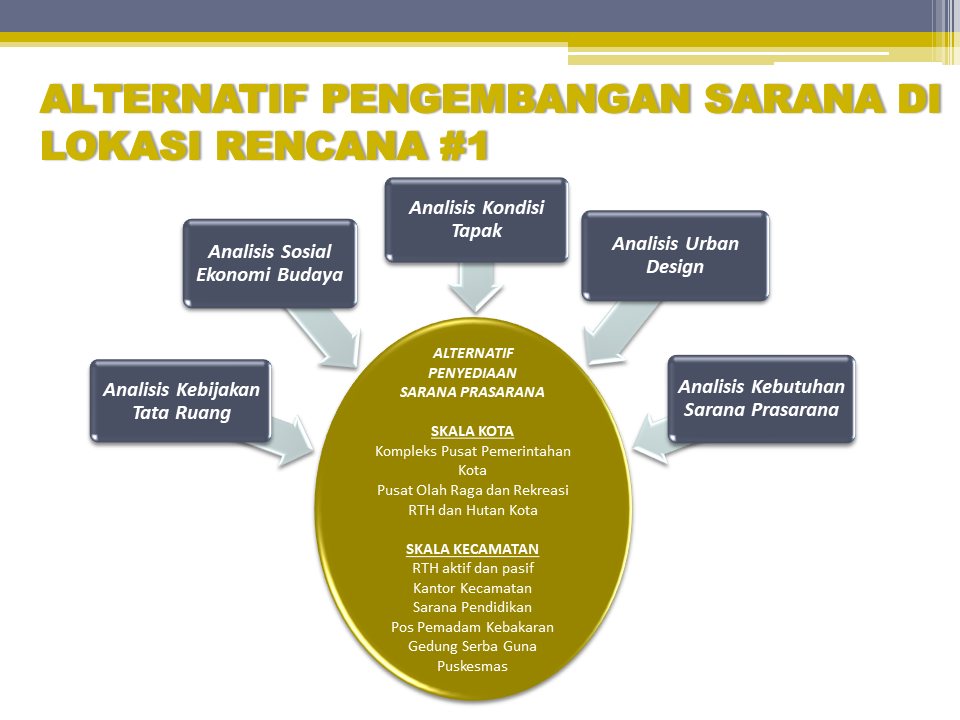 ALTERNATIF PENGEMBANGAN SARANA DI
LOKASI RENCANA #1
Analisis Kebijakan
Tata Ruang
Analisis Sosial
Ekonomi Budaya
Analisis Kondisi
Tapak
Analisis Urban
Design
Analisis Kebutuhan
Sarana Prasarana
ALTERNATIF
PENYEDIAAN
SARANA PRASARANA
SKALA KOTA
Kompleks Pusat Pemerintahan
Kota
Pusat Olah Raga dan Rekreasi
RTH dan Hutan Kota
SKALA KECAMATAN
RTH aktif dan pasif
Kantor Kecamatan
Sarana Pendidikan
Pos Pemadam Kebakaran
Gedung Serba Guna
Puskesmas